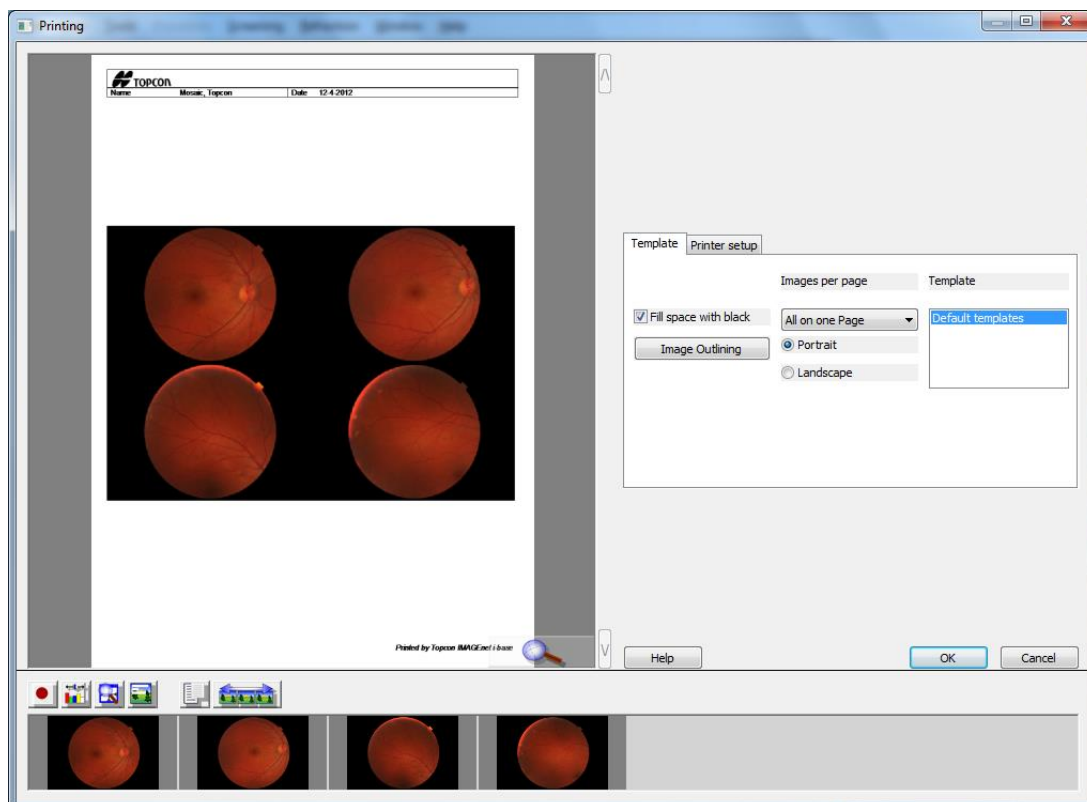 Printing
TOPCON
Name Mosaic, Topcon Date 12-4-2012
Template Printer setup
Images per page Template
Fill space with black All on one Page Default templates
Image Outlining Portrait
Landscape
Printed by Topcon IMAGEnet i-base
Help OK Cancel